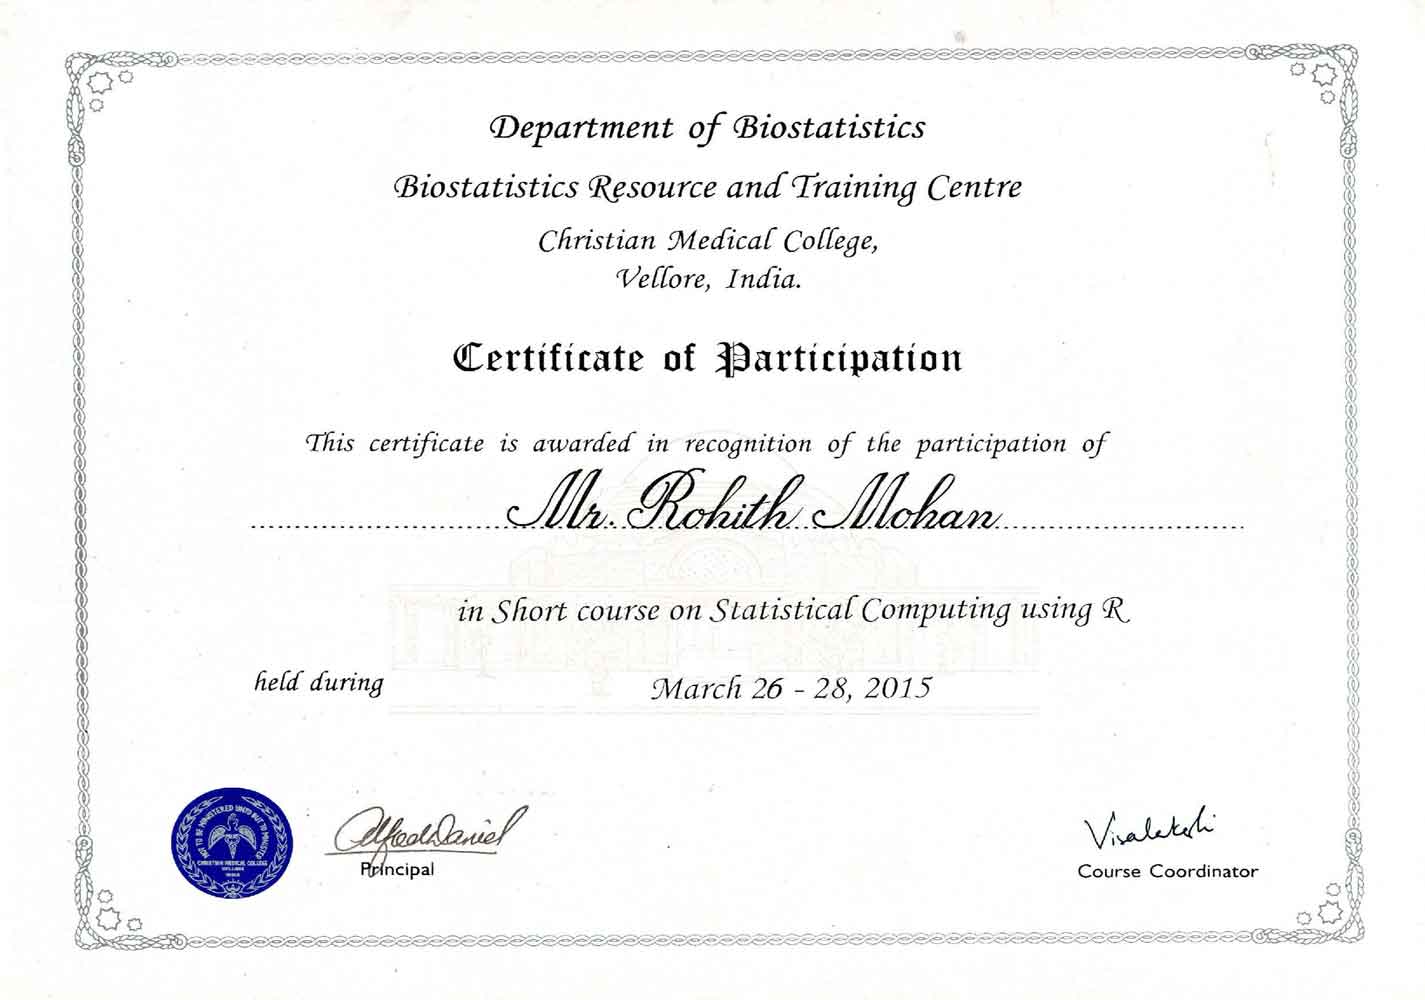 Department of Biostatistics
Biostatistics Resource and Training Centre
Christian Medical College,
Vellore, India.
Certificate of Participation
This certificate is awarded in recognition of the participation of
Mr. Rohith Mohan
in Short course on Statistical Computing using R
held during March 26 - 28, 2015
NOT TO BE MINISTERED UNTO BUT TO MINISTER
CHRISTIAN MEDICAL COLLEGE
VELLORE
INDIA
Alfred Daniel
Principal
Visalakshi
Course Coordinator